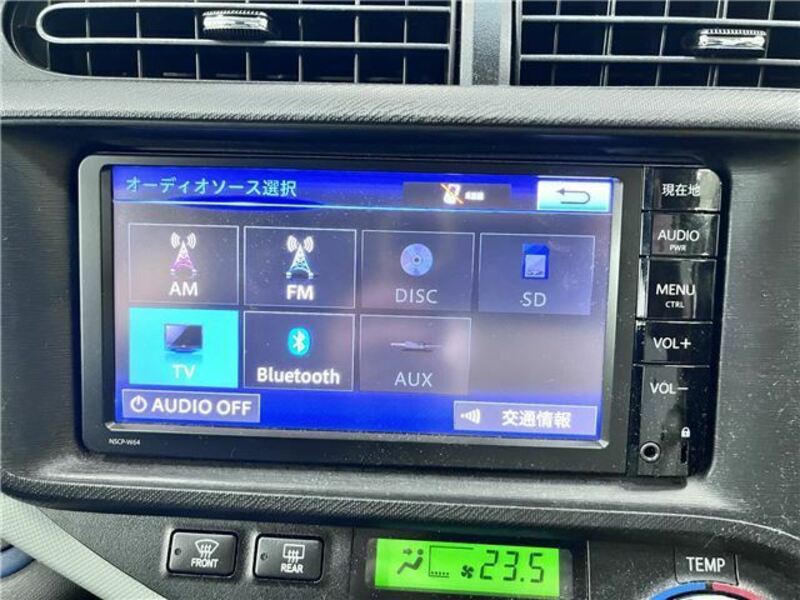 オーディオソース選択
現在地
AM
FM
DISC
SD
AUDIO
PWR
MENU
CTRL
TV
Bluetooth
AUX
VOL+
VOL−
AUDIO OFF
交通情報
NSCP-W64
FRONT
REAR
23.5
TEMP